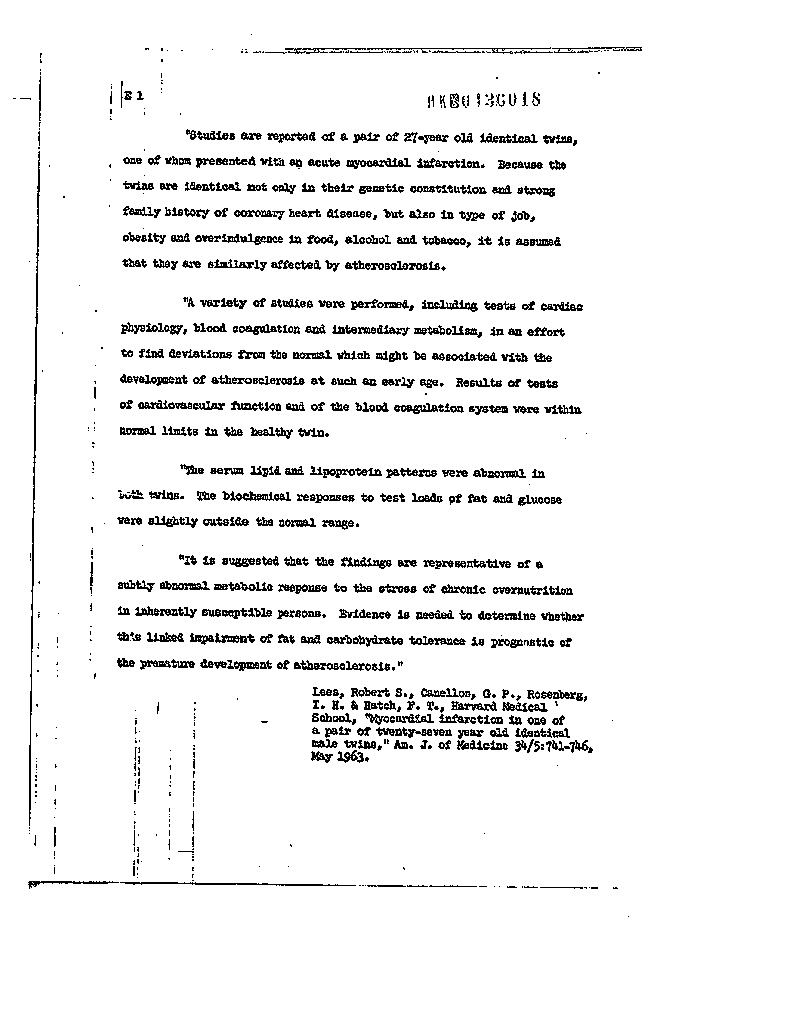 E 1
"Studies are reported of a pair of 27-year old identical twins,
one of whom presented with an acute myocardial infarction. Because the
twins are identical not only in their genetic constitution and strong
family history of coronary heart disease, but also in type of job,
obesity and overindulgence in food, alcohol and tobacco, it is assumed
that they are similarly affected by atherosclerosis.
"A variety of studies were performed, including tests of cardiac
physiology, blood coagulation and intermediary metabolism, in an effort
to find deviations from the normal which might be associated with the
development of atherosclerosis at such an early age. Results of tests
of cardiovascular function and of the blood coagulation system were within
normal limits in the healthy twin.
"The serum lipid and lipoprotein patterns were abnormal in
both twins. The biochemical responses to test loads of fat and glucose
were slightly outside the normal range.
"It is suggested that the findings are representative of a
subtly abnormal metabolic response to the stress of chronic overnutrition
in inherently susceptible persons. Evidence is needed to determine whether
this linked impairment of fat and carbohydrate tolerance is prognostic of
the premature development of atherosclerosis."
Lees, Robert S., Canellos, G. P., Rosenberg,
I. H. & Hatch, F. T., Harvard Medical
School, "Myocardial infarction in one of
a pair of twenty-seven year old identical
male twins," Am. J. of Medicine 34/5:741-746,
May 1963.